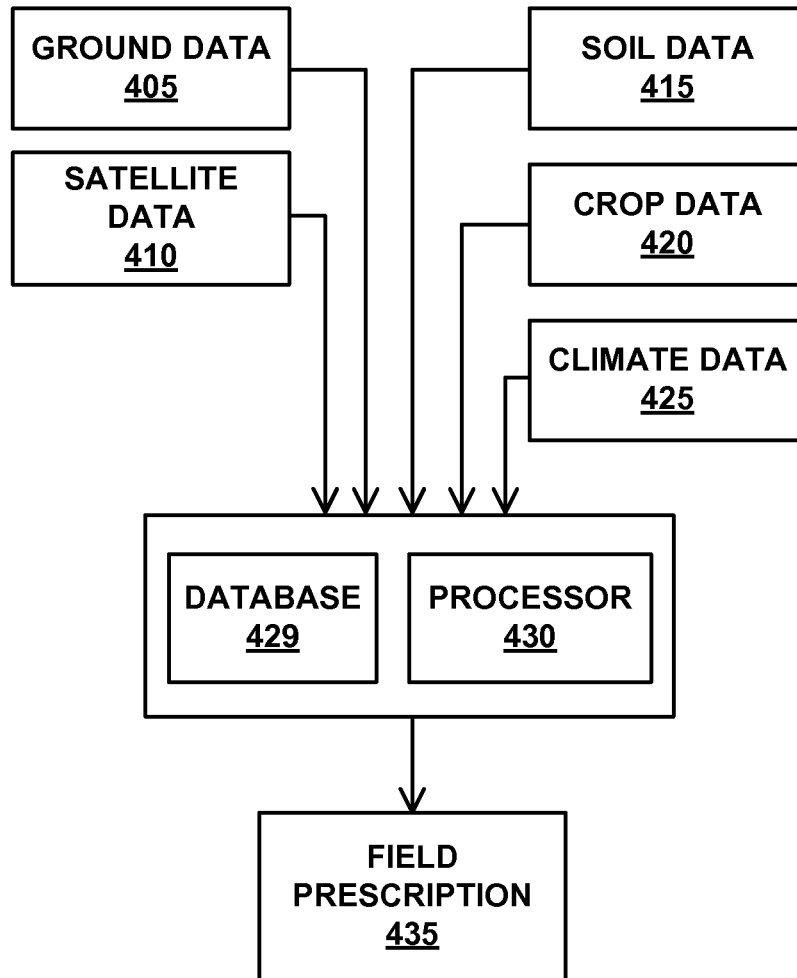 GROUND DATA
405
SATELLITE
DATA
410
SOIL DATA
415
CROP DATA
420
CLIMATE DATA
425
DATABASE
429
PROCESSOR
430
FIELD
PRESCRIPTION
435